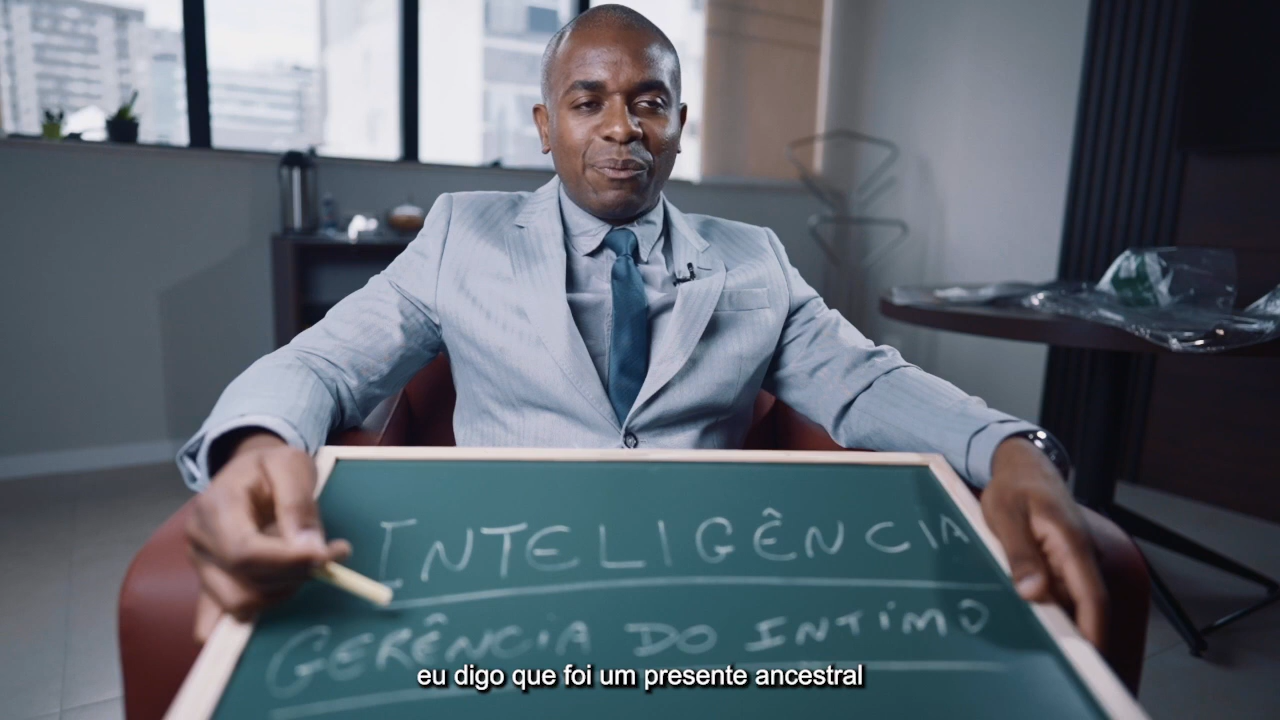 INTELIGÊNCIA
GERÊNCIA DO INTIMO
eu digo que foi um presente ancestral